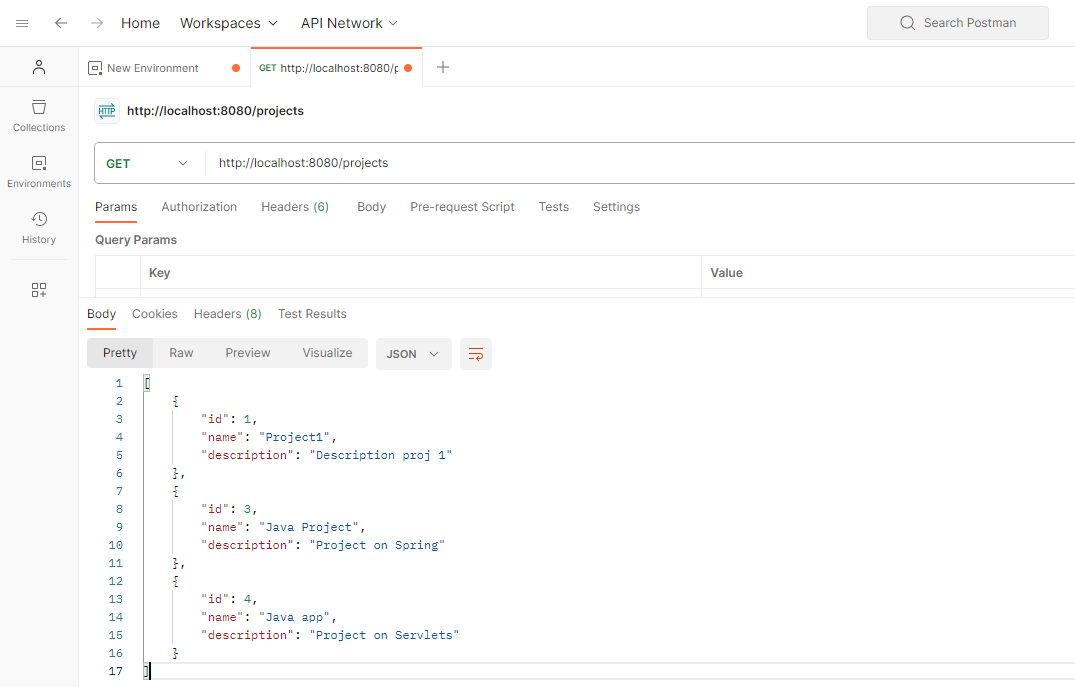 Home Workspaces API Network Search Postman
New Environment GET http://localhost:8080/p
HTTP http://localhost:8080/projects
Collections
GET http://localhost:8080/projects
Environments
Params Authorization Headers (6) Body Pre-request Script Tests Settings
History
Query Params
Key Value
Body Cookies Headers (8) Test Results
Pretty Raw Preview Visualize JSON
1 [
2 {
3 "id": 1,
4 "name": "Project1",
5 "description": "Description proj 1"
6 },
7 {
8 "id": 3,
9 "name": "Java Project",
10 "description": "Project on Spring"
11 },
12 {
13 "id": 4,
14 "name": "Java app",
15 "description": "Project on Servlets"
16 }
17 ]